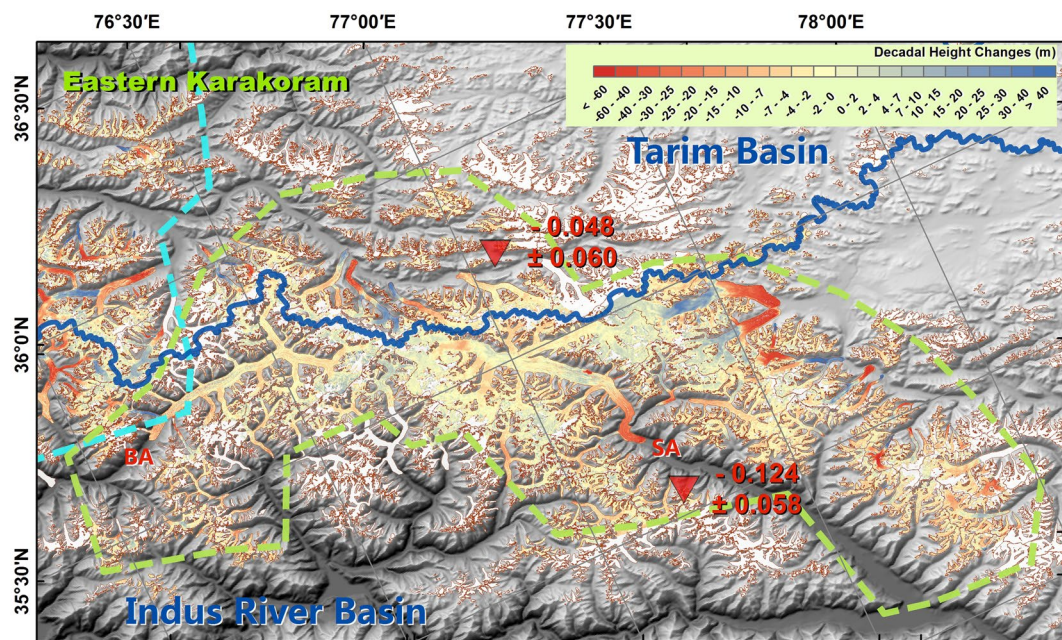 76°30'E 77°00'E 77°30'E 78°00'E
Eastern Karakoram
Decadal Height Changes (m)
< - 60
-60 - -40
-40 - -30
-30 - -25
-25 - -20
-20 - -15
-15 - -10
-10 - -7
-7 - -4
-4 - -2
-2 - 0
0 - 2
2 - 4
4 - 7
7 - 10
10 - 15
15 - 20
20 - 25
25 - 30
30 - 40
> 40
36°30'N
Tarim Basin
- 0.048
± 0.060
36°0'N
BA
SA
- 0.124
± 0.058
35°30'N
Indus River Basin